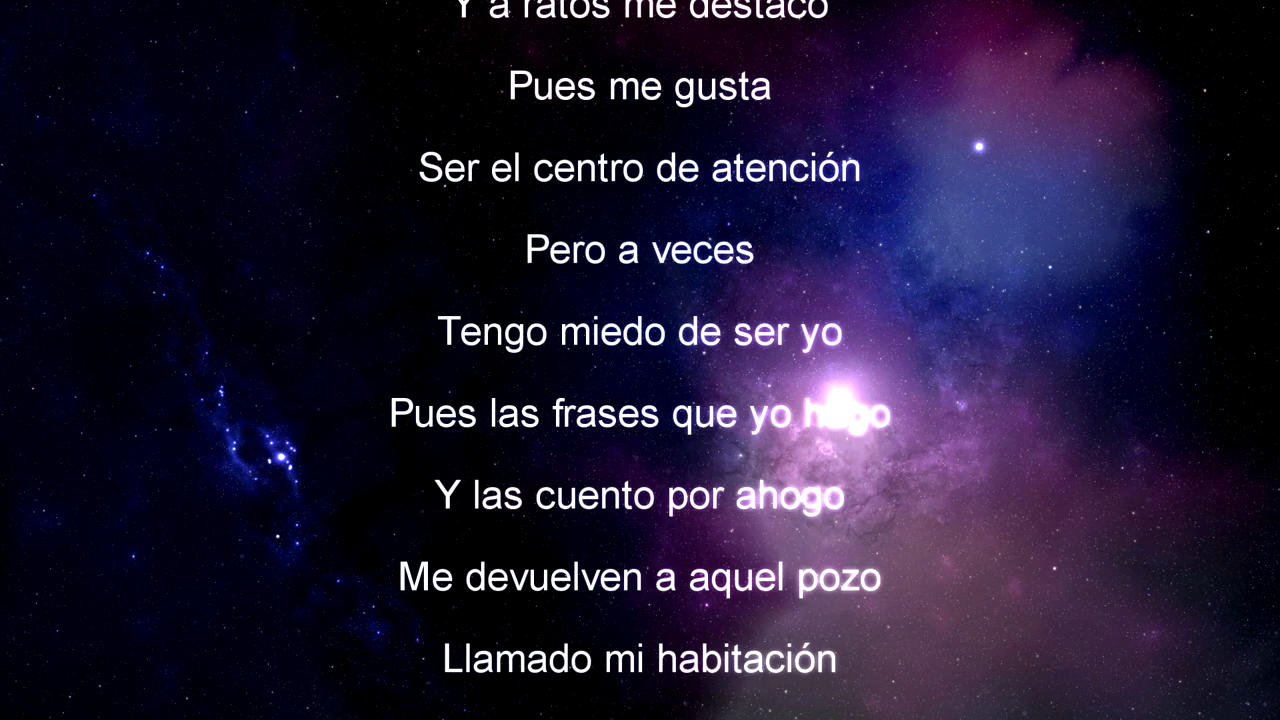 Y a ratos me destaco
Pues me gusta
Ser el centro de atención
Pero a veces
Tengo miedo de ser yo
Pues las frases que yo hago
Y las cuento por ahogo
Me devuelven a aquel pozo
Llamado mi habitación